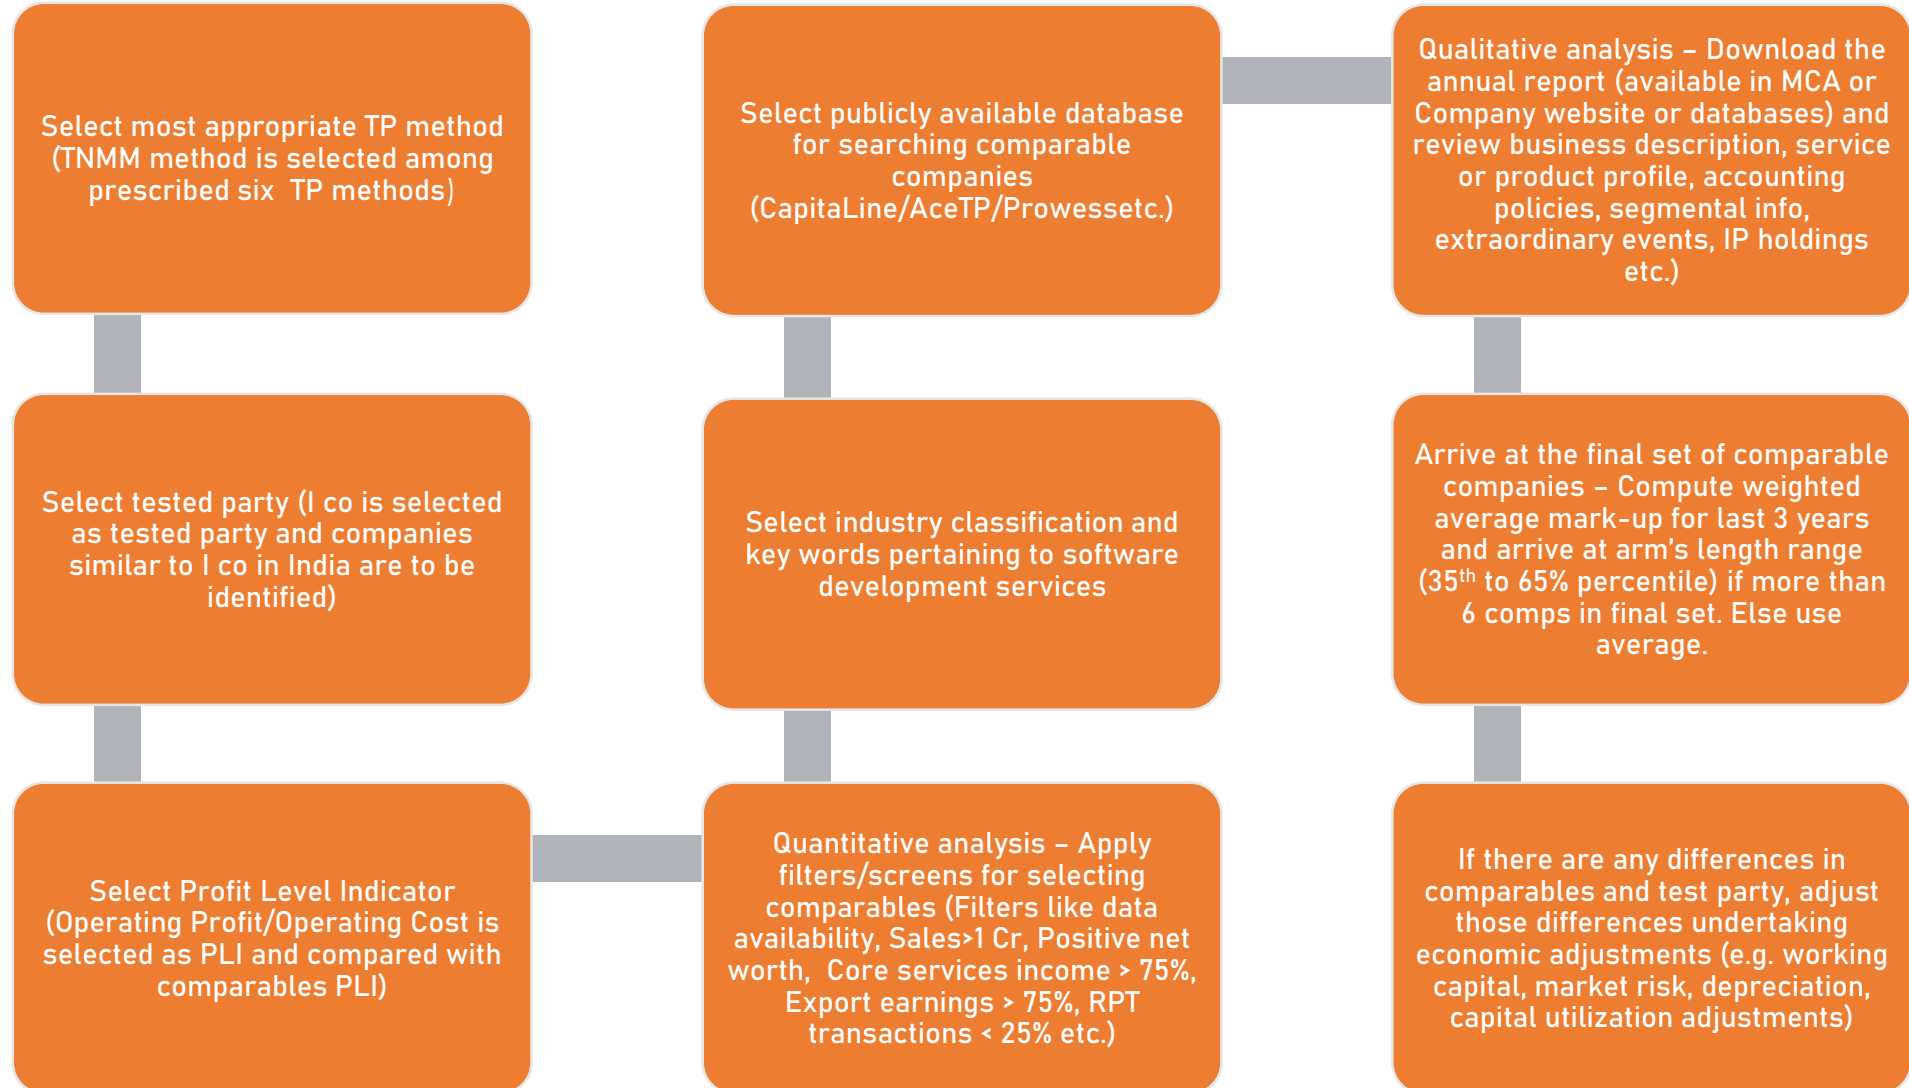 Select most appropriate TP method
(TNMM method is selected among
prescribed six TP methods)
Select tested party (I co is selected
as tested party and companies
similar to I co in India are to be
identified)
Select Profit Level Indicator
(Operating Profit/Operating Cost is
selected as PLI and compared with
comparables PLI)
Quantitative analysis – Apply
filters/screens for selecting
comparables (Filters like data
availability, Sales>1 Cr, Positive net
worth, Core services income > 75%,
Export earnings > 75%, RPT
transactions < 25% etc.)
Select industry classification and
key words pertaining to software
development services
Select publicly available database
for searching comparable
companies
(CapitaLine/AceTP/Prowessetc.)
Qualitative analysis – Download the
annual report (available in MCA or
Company website or databases) and
review business description, service
or product profile, accounting
policies, segmental info,
extraordinary events, IP holdings
etc.)
Arrive at the final set of comparable
companies – Compute weighted
average mark-up for last 3 years
and arrive at arm's length range
(35th to 65% percentile) if more than
6 comps in final set. Else use
average.
If there are any differences in
comparables and test party, adjust
those differences undertaking
economic adjustments (e.g. working
capital, market risk, depreciation,
capital utilization adjustments)